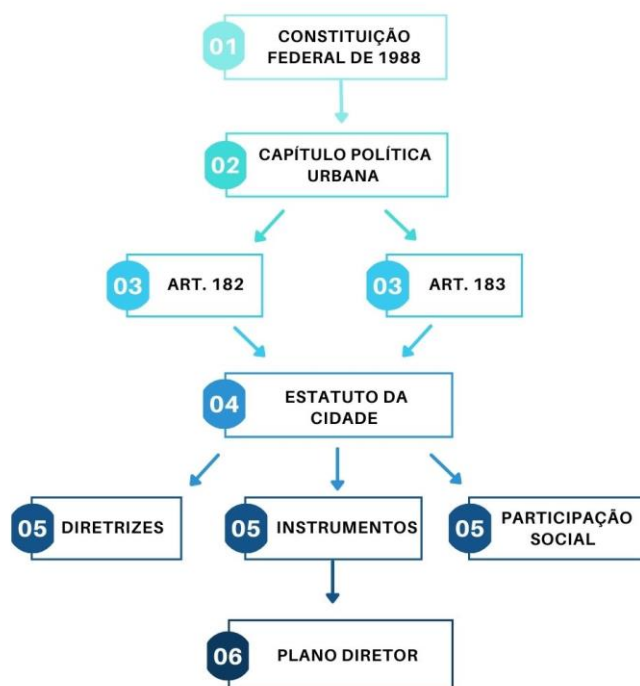 01
CONSTITUIÇÃO
FEDERAL DE 1988
02
CAPÍTULO POLÍTICA
URBANA
03
ART. 182
03
ART. 183
04
ESTATUTO DA
CIDADE
05
DIRETRIZES
05
INSTRUMENTOS
05
PARTICIPAÇÃO
SOCIAL
06
PLANO DIRETOR